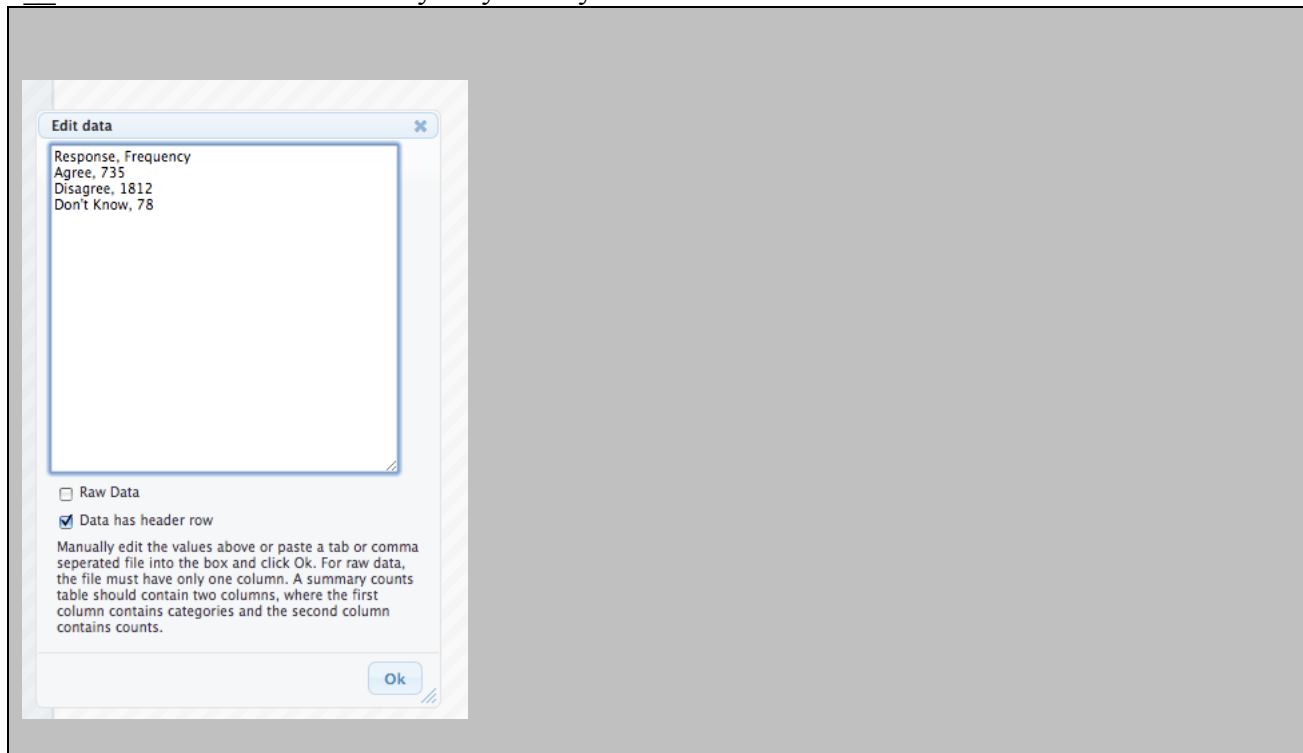 Edit data
Response, Frequency
Agree, 735
Disagree, 1812
Don't Know, 78
Raw Data
Data has header row
Manually edit the values above or paste a tab or comma
seperated file into the box and click Ok. For raw data,
the file must have only one column. A summary counts
table should contain two columns, where the first
column contains categories and the second column
contains counts.
Ok